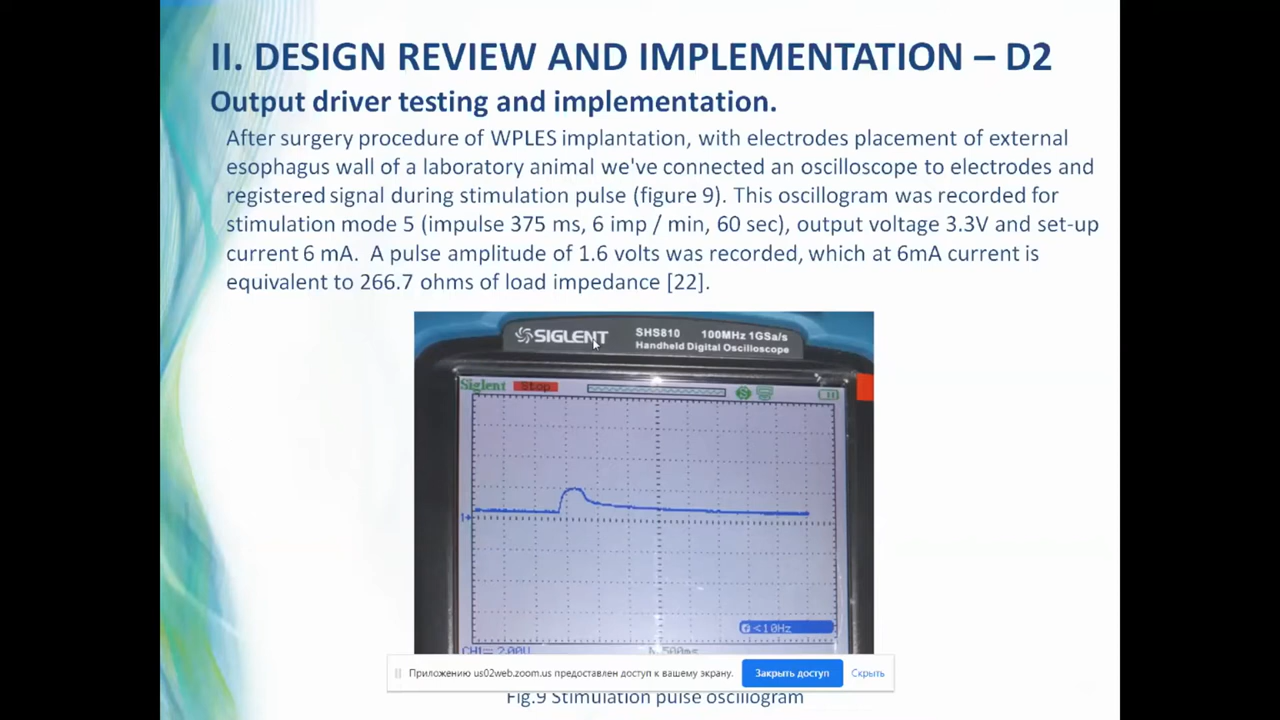 II. DESIGN REVIEW AND IMPLEMENTATION – D2
Output driver testing and implementation.
After surgery procedure of WPLES implantation, with electrodes placement of external
esophagus wall of a laboratory animal we've connected an oscilloscope to electrodes and
registered signal during stimulation pulse (figure 9). This oscillogram was recorded for
stimulation mode 5 (impulse 375 ms, 6 imp / min, 60 sec), output voltage 3.3V and set-up
current 6 mA.  A pulse amplitude of 1.6 volts was recorded, which at 6mA current is
equivalent to 266.7 ohms of load impedance [22].
SIGLENT
SHS810 100MHz 1GSa/s
Handheld Digital Oscilloscope
Siglent Stop
1
<10Hz
CH1 2.00V 500ms
Приложению us02web.zoom.us предоставлен доступ к вашему экрану. Закрыть доступ Скрыть
Fig.9 Stimulation pulse oscillogram